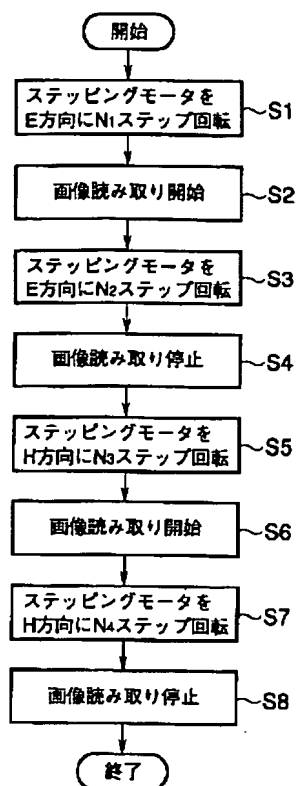 開始
ステッピングモータを
E方向にN₁ステップ回転
S1
画像読み取り開始
S2
ステッピングモータを
E方向にN₂ステップ回転
S3
画像読み取り停止
S4
ステッピングモータを
H方向にN₃ステップ回転
S5
画像読み取り開始
S6
ステッピングモータを
H方向にN₄ステップ回転
S7
画像読み取り停止
S8
終了